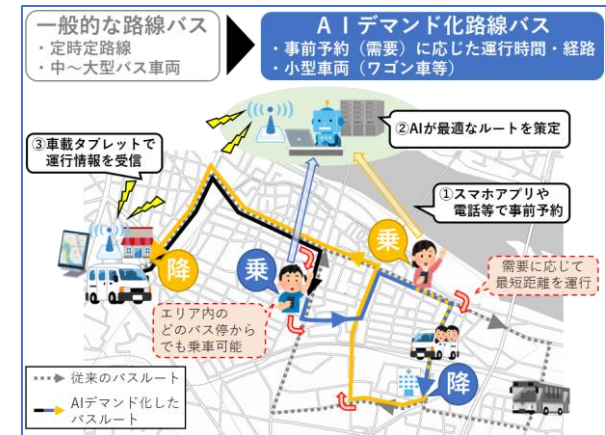 一般的な路線バス
・定時定路線
・中～大型バス車両
ＡＩデマンド化路線バス
・事前予約（需要）に応じた運行時間・経路
・小型車両（ワゴン車等）
②AIが最適なルートを策定
③車載タブレットで
運行情報を受信
①スマホアプリや
電話等で事前予約
降
乗
乗
需要に応じて
最短距離を運行
エリア内の
どのバス停から
でも乗車可能
降
従来のバスルート
AIデマンド化した
バスルート